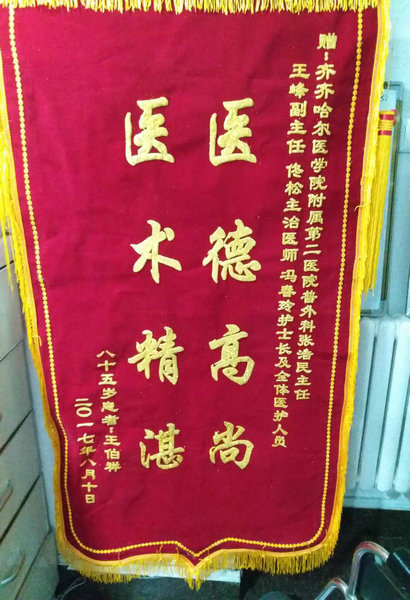 赠:齐齐哈尔医学院附属第二医院普外科张浩民主任
王峰副主任 佟松主治医师 冯春玲护士长及全体医护人员
医德高尚
医术精湛
八十五岁患者:王伯祥
二〇一七年八月十日